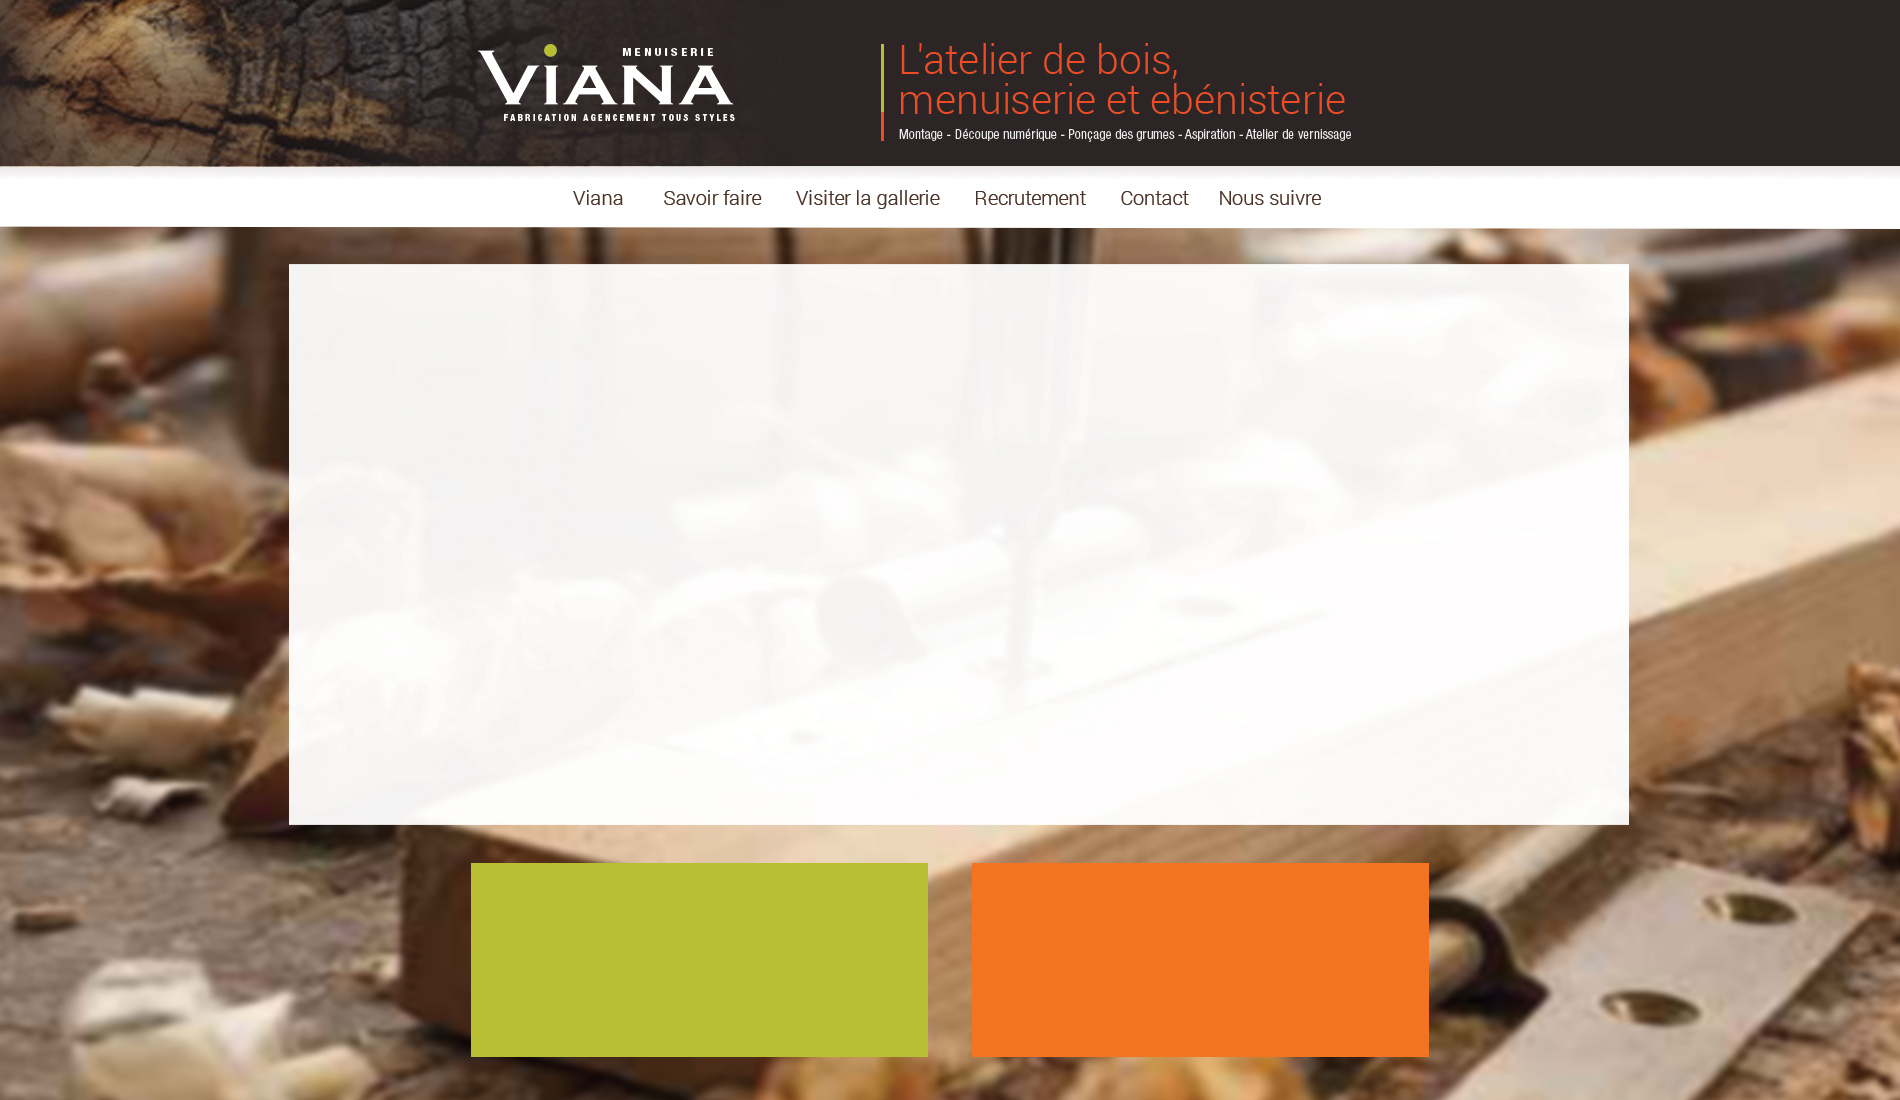 MENUISERIE
VIANA
FABRICATION AGENCEMENT TOUS STYLES
L'atelier de bois,
menuiserie et ebénisterie
Montage - Découpe numérique - Ponçage des grumes - Aspiration - Atelier de vernissage
Viana Savoir faire Visiter la gallerie Recrutement Contact Nous suivre